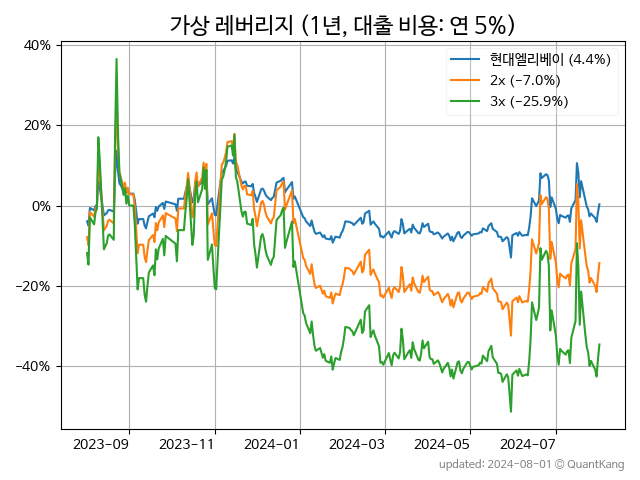 가상 레버리지 (1년, 대출 비용: 연 5%)
현대엘리베이 (4.4%)
2x (−7.0%)
3x (−25.9%)
40%
20%
0%
−20%
−40%
2023-09
2023-11
2024-01
2024-03
2024-05
2024-07
updated: 2024-08-01 © QuantKang